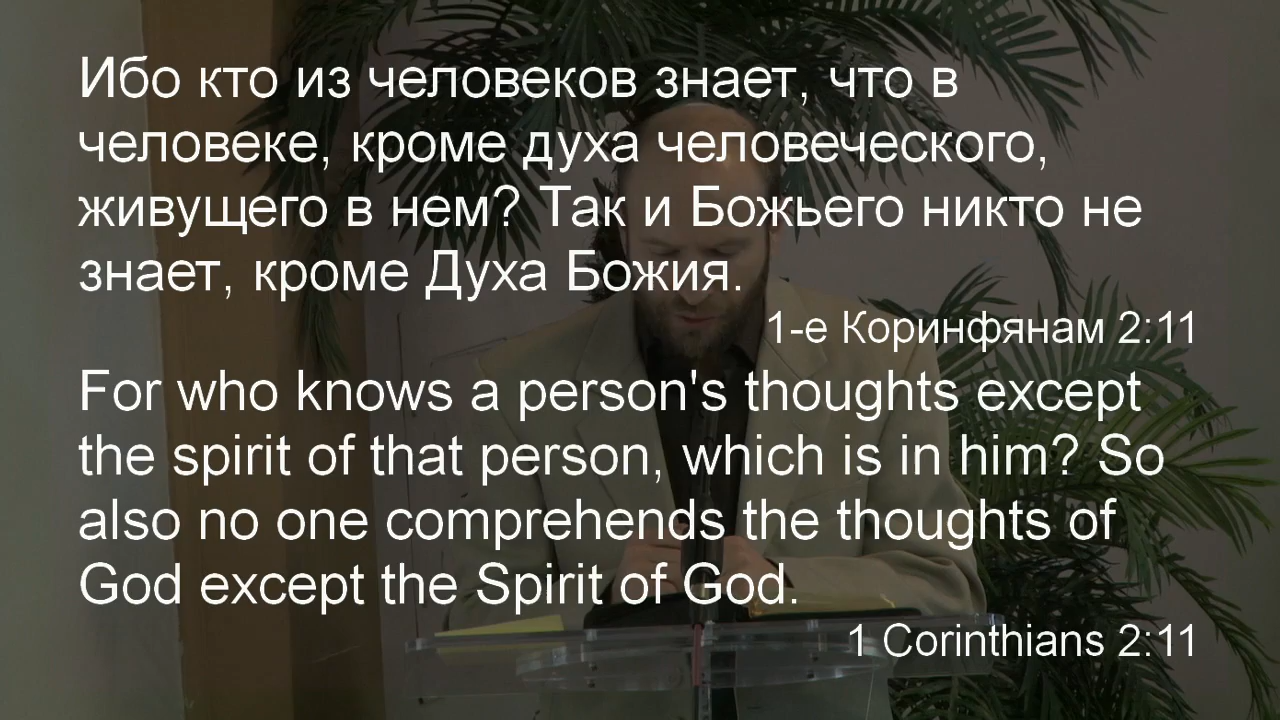 Ибо кто из человеков знает, что в
человеке, кроме духа человеческого,
живущего в нем? Так и Божьего никто не
знает, кроме Духа Божия.
1-е Коринфянам 2:11
For who knows a person's thoughts except
the spirit of that person, which is in him? So
also no one comprehends the thoughts of
God except the Spirit of God.
1 Corinthians 2:11